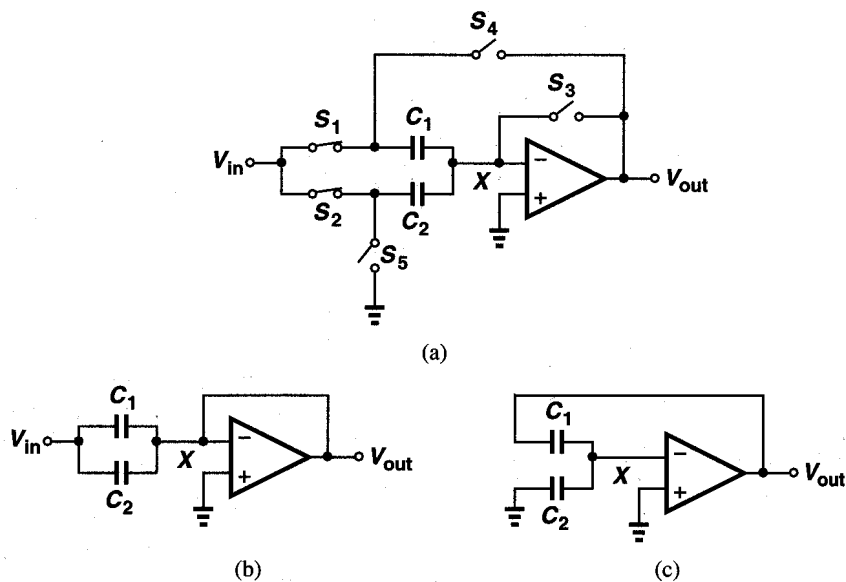 S4
S3
S1
C1
Vin
X
−
+
Vout
S2
C2
S5
(a)
C1
Vin
X
−
+
Vout
C2
(b)
C1
X
−
+
Vout
C2
(c)